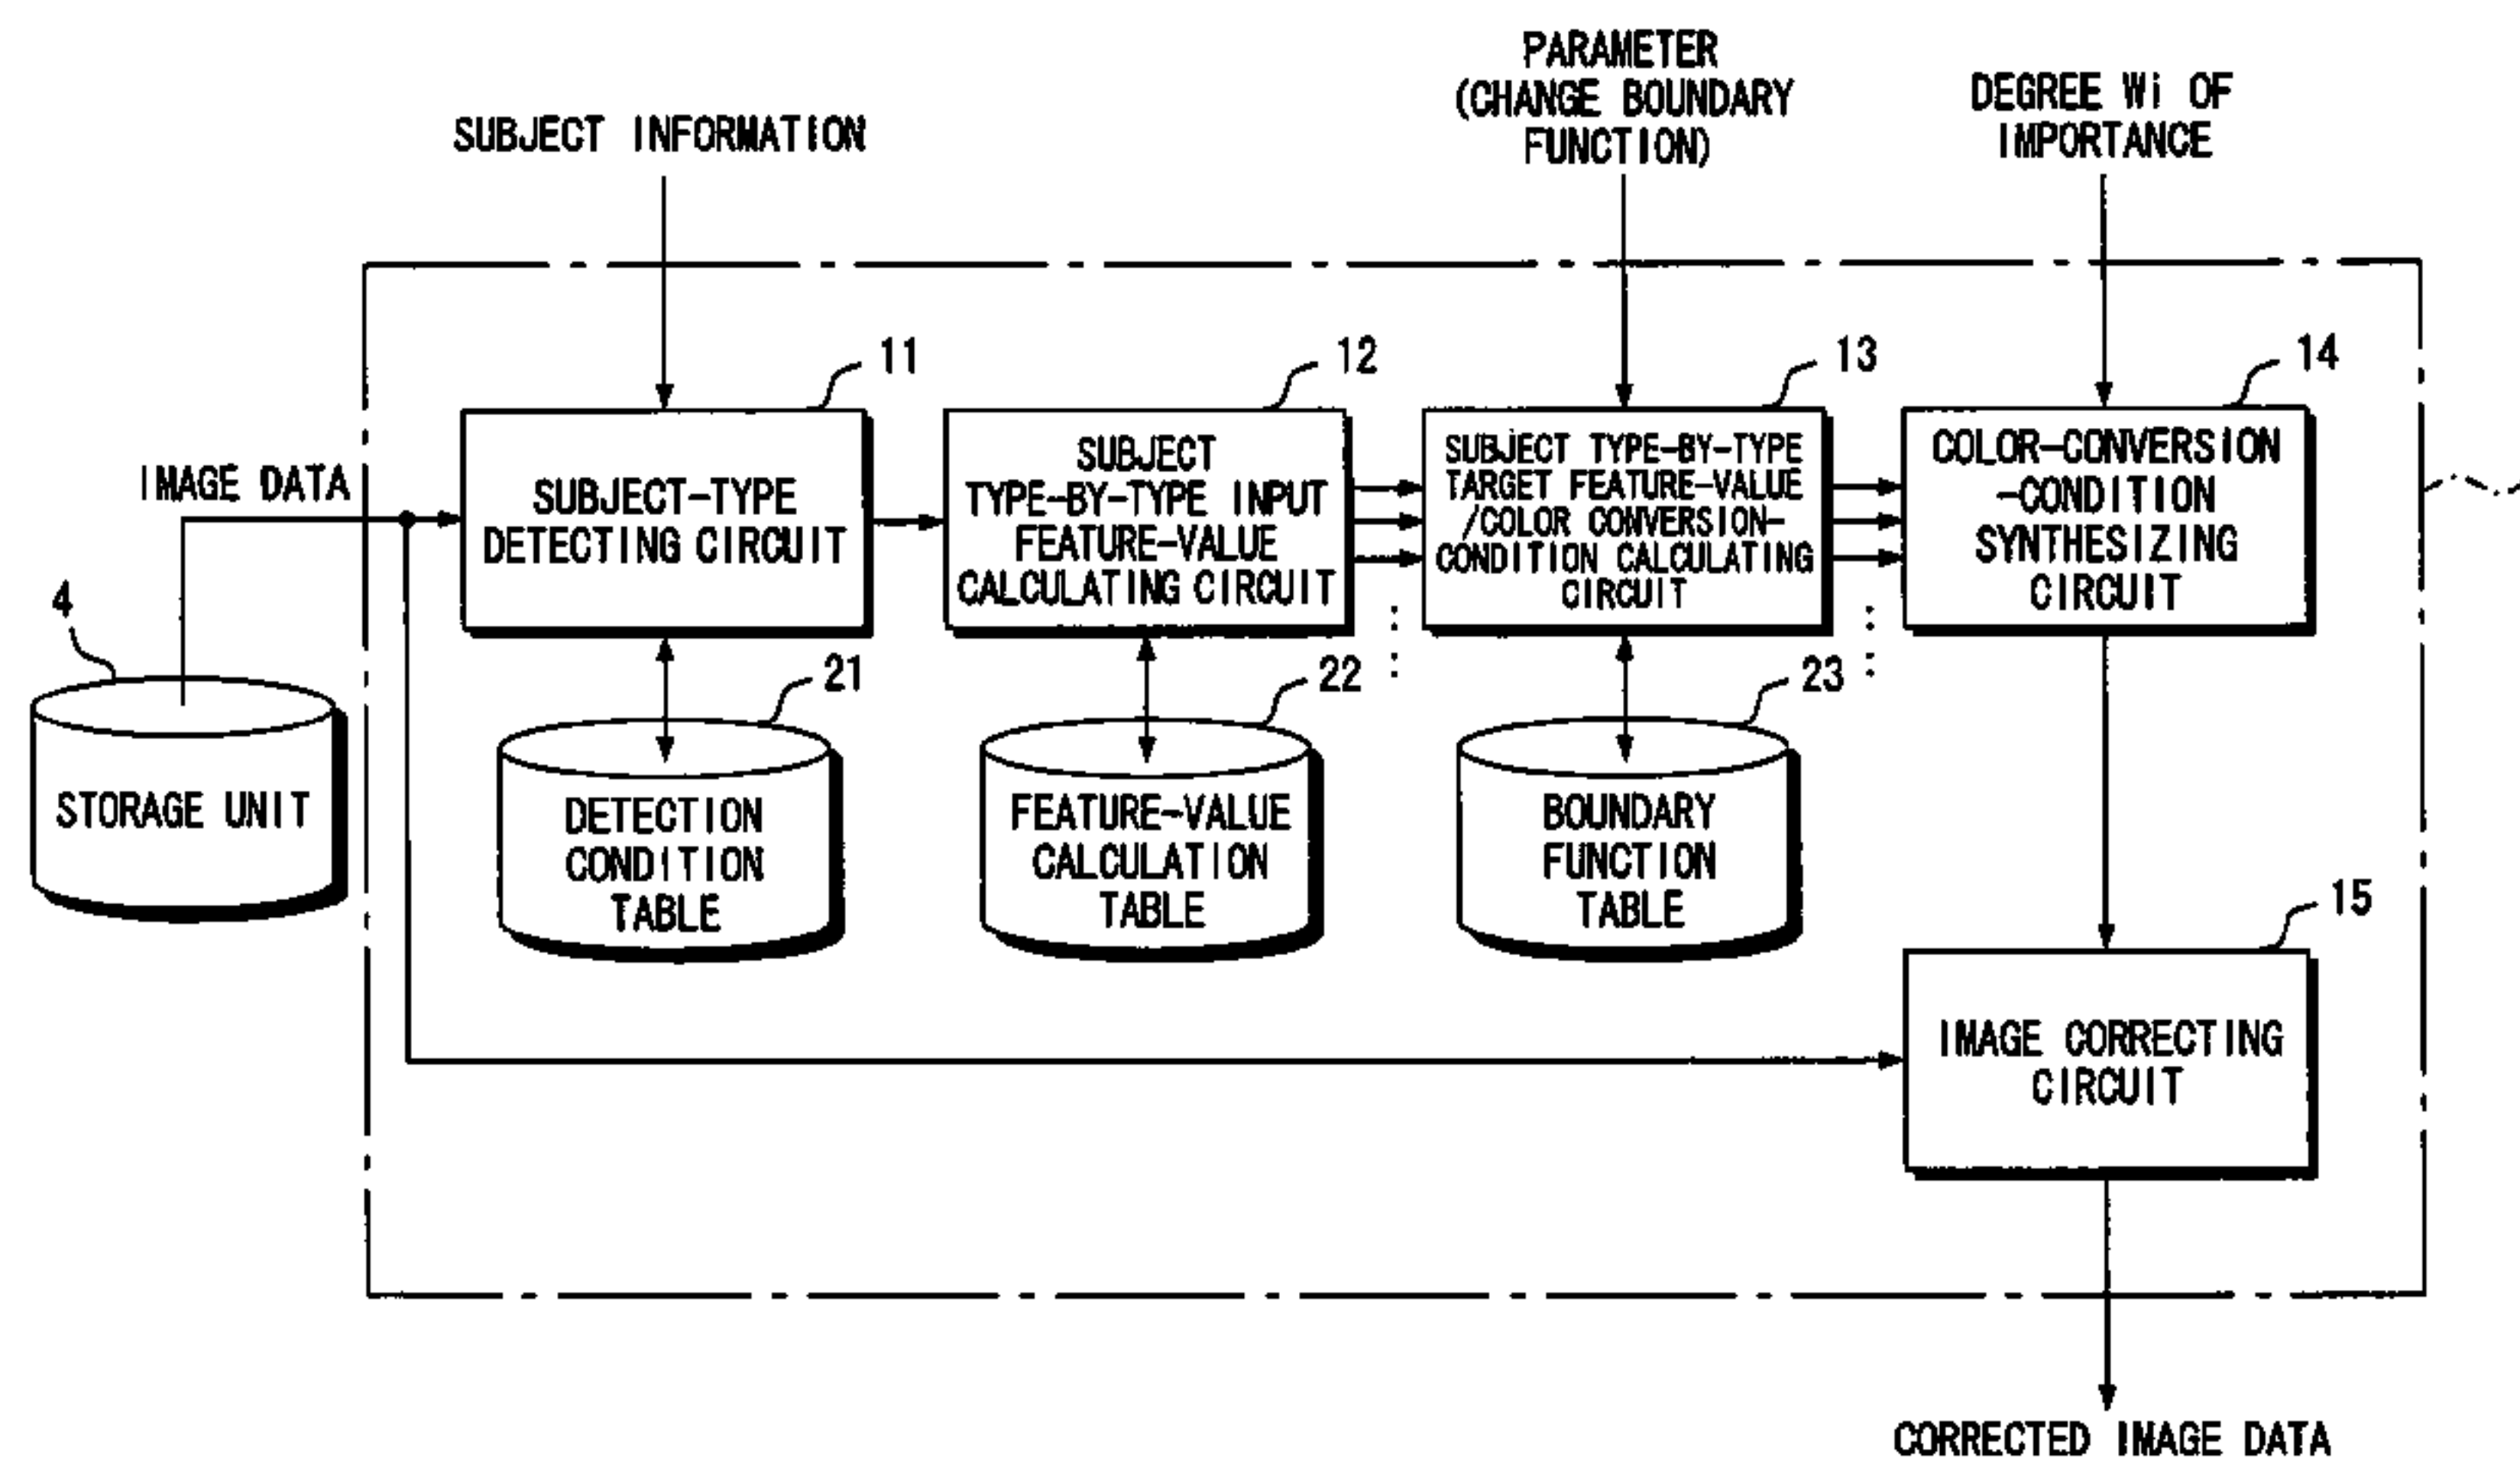 PARAMETER
(CHANGE BOUNDARY
FUNCTION)
DEGREE Wi OF
IMPORTANCE
SUBJECT INFORMATION
11
12
13
14
IMAGE DATA
SUBJECT-TYPE
DETECTING CIRCUIT
SUBJECT
TYPE-BY-TYPE INPUT
FEATURE-VALUE
CALCULATING CIRCUIT
SUBJECT TYPE-BY-TYPE
TARGET FEATURE-VALUE
/COLOR CONVERSION-
CONDITION CALCULATING
CIRCUIT
COLOR-CONVERSION
-CONDITION
SYNTHESIZING
CIRCUIT
4
21
22
23
STORAGE UNIT
DETECTION
CONDITION
TABLE
FEATURE-VALUE
CALCULATION
TABLE
BOUNDARY
FUNCTION
TABLE
15
IMAGE CORRECTING
CIRCUIT
CORRECTED IMAGE DATA